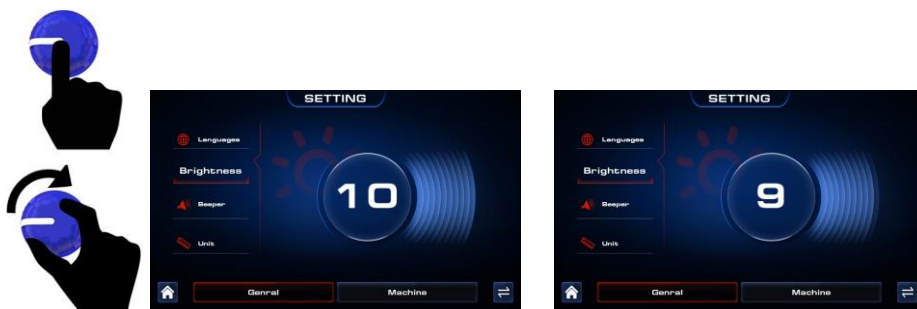 SETTING
Languages
Brightness
10
Beeper
Unit
Genral
Machine
SETTING
Languages
Brightness
9
Beeper
Unit
Genral
Machine